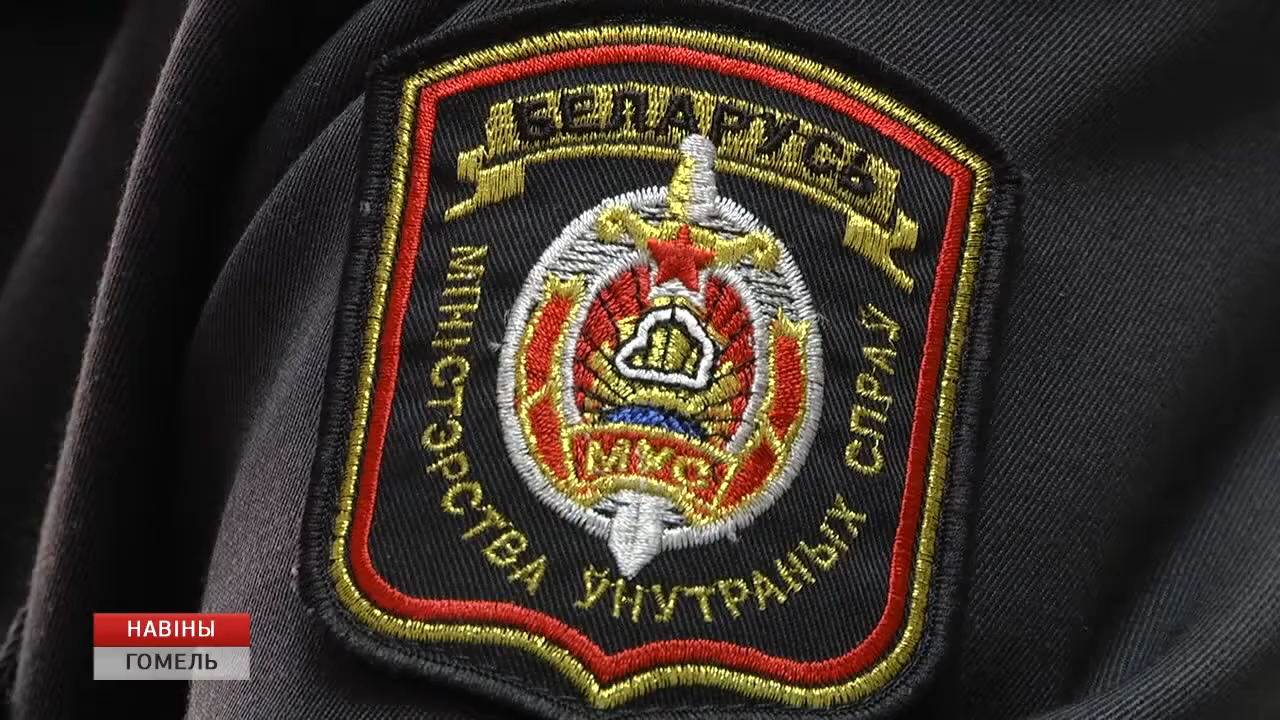 БЕЛАРУСЬ
МІНІСТЭРСТВА ЎНУТРАНЫХ СПРАЎ
МУС
НАВІНЫ
ГОМЕЛЬ